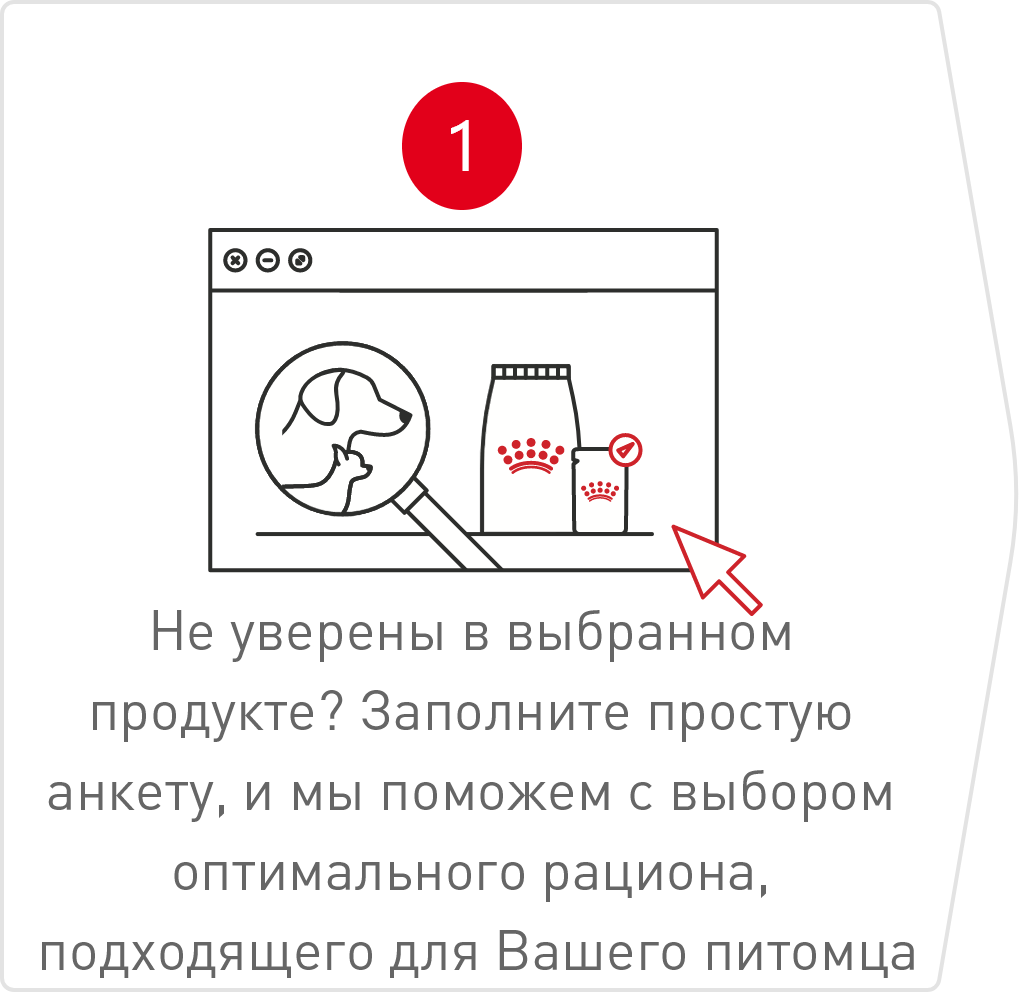 1
Не уверены в выбранном
продукте? Заполните простую
анкету, и мы поможем с выбором
оптимального рациона,
подходящего для Вашего питомца